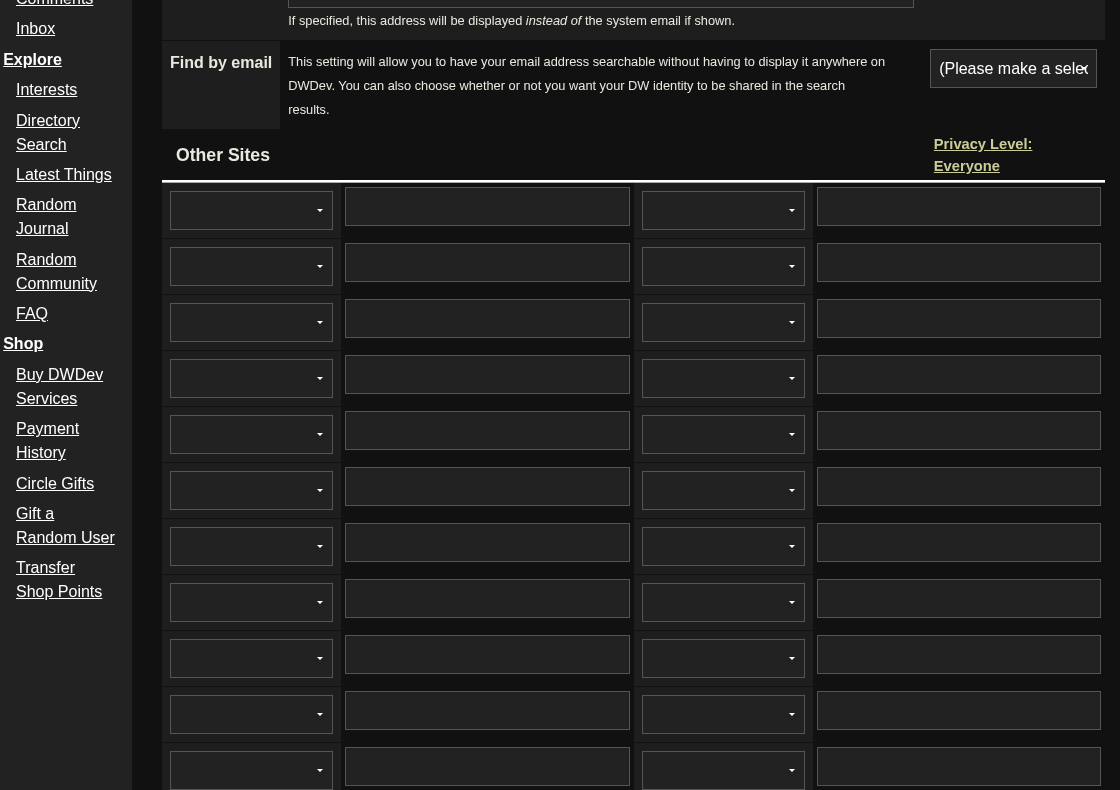 Inbox
Explore
Interests
Directory
Search
Latest Things
Random
Journal
Random
Community
FAQ
Shop
Buy DWDev
Services
Payment
History
Circle Gifts
Gift a
Random User
Transfer
Shop Points
If specified, this address will be displayed instead of the system email if shown.
Find by email
This setting will allow you to have your email address searchable without having to display it anywhere on
DWDev. You can also choose whether or not you want your DW identity to be shared in the search
results.
(Please make a selec
Other Sites
Privacy Level:
Everyone